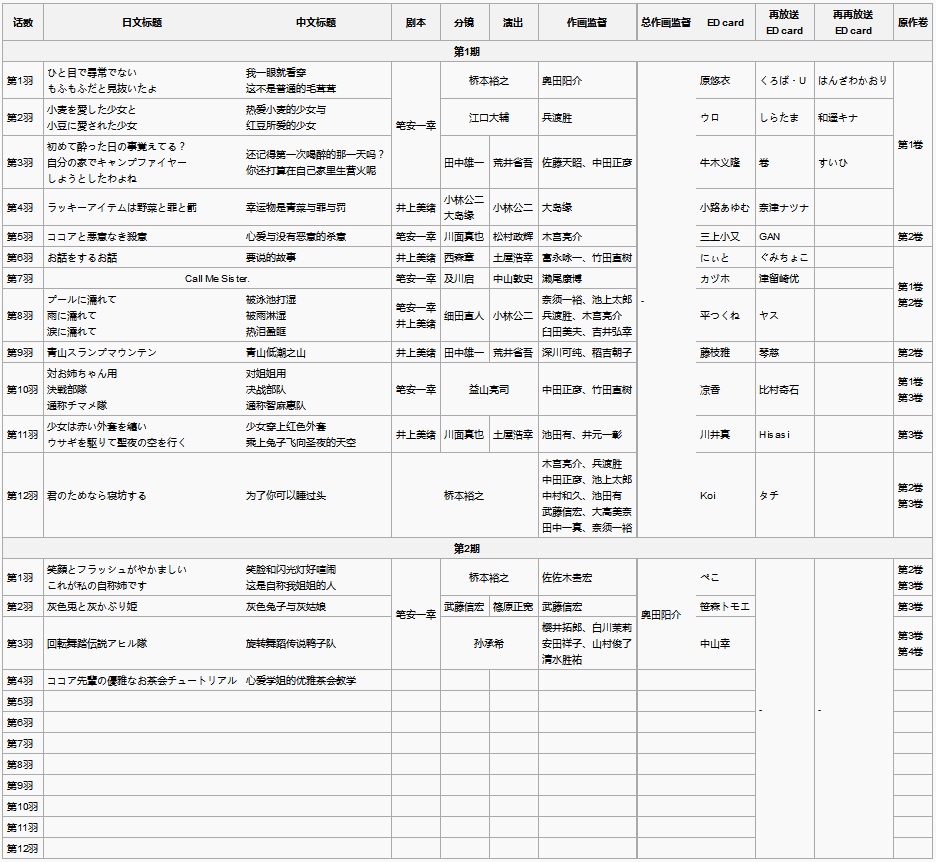 话数 日文标题 中文标题 剧本 分镜 演出 作画监督 总作画监督 ED card 再放送 ED card 再再放送 ED card 原作卷
第1期
第1羽 ひと目で尋常でない もふもふだと見抜いたよ 我一眼就看穿 这不是普通的毛茸茸 笔安一幸 桥本裕之 奥田阳介 - 原悠衣 くろば・U はんざわかおり 第1卷
第2羽 小麦を愛した少女と 小豆に愛された少女 热爱小麦的少女与 红豆所爱的少女 江口大辅 兵渡胜 ウロ しらたま 和遥キナ
第3羽 初めて酔った日の事覚えてる？ 自分の家でキャンプファイヤー しようとしたわよね 还记得第一次喝醉的那一天吗？ 你还打算在自己家里生营火呢 田中雄一 荒井省吾 佐藤天昭、中田正彦 牛木义隆 卷 すいひ
第4羽 ラッキーアイテムは野菜と罪と罰 幸运物是青菜与罪与罚 井上美绪 小林公二 大岛缘 小林公二 大岛缘 小路あゆむ 奈津ナツナ
第5羽 ココアと悪意なき殺意 心爱与没有恶意的杀意 笔安一幸 川面真也 松村政辉 木宫亮介 三上小又 GAN 第2卷
第6羽 お話をするお話 要说的故事 井上美绪 西森章 土屋浩幸 富永咏一、竹田直树 にぃと ぐみちょこ 第1卷 第2卷
第7羽 Call Me Sister. 笔安一幸 及川启 中山敦史 濑尾康博 カヅホ 津留崎优
第8羽 プールに濡れて 雨に濡れて 涙に濡れて 被泳池打湿 被雨淋湿 热泪盈眶 笔安一幸 井上美绪 细田直人 小林公二 奈须一裕、池上太郎 兵渡胜、木宫亮介 臼田美夫、吉井弘幸 平つくね ヤス
第9羽 青山スランプマウンテン 青山低潮之山 井上美绪 田中雄一 荒井省吾 深川可纯、稻吉朝子 藤枝雅 琴慈 第2卷
第10羽 対お姉ちゃん用 決戦部隊 通称チマメ隊 对姐姐用 决战部队 通称智麻惠队 笔安一幸 益山亮司 中田正彦、竹田直树 凉香 比村奇石 第1卷 第3卷
第11羽 少女は赤い外套を纏い ウサギを駆りて聖夜の空を行く 少女穿上红色外套 乘上兔子飞向圣夜的天空 井上美绪 川面真也 土屋浩幸 池田有、井元一彰 川井真 Hisasi 第3卷
第12羽 君のためなら寝坊する 为了你可以睡过头 桥本裕之 木宫亮介、兵渡胜 中田正彦、池上太郎 中村和久、池田有 武藤信宏、大高美奈 田中一真、奈须一裕 Koi タチ 第2卷 第3卷
第2期
第1羽 笑顔とフラッシュがやかましい これが私の自称姉です 笑脸和闪光灯好喧闹 这是自称我姐姐的人 笔安一幸 桥本裕之 佐佐木贵宏 奥田阳介 ぺこ - - 第2卷 第3卷
第2羽 灰色兎と灰かぶり姫 灰色兔子与灰姑娘 武藤信宏 篠原正宽 武藤信宏 笹森トモエ 第3卷
第3羽 回転舞踏伝説アヒル隊 旋转舞蹈传说鸭子队 孙承希 樱井拓郎、白川茉莉 安田祥子、山村俊了 清水胜祐 中山幸 第3卷 第4卷
第4羽 ココア先輩の優雅なお茶会チュートリアル 心爱学姐的优雅茶会教学
第5羽
第6羽
第7羽
第8羽
第9羽
第10羽
第11羽
第12羽